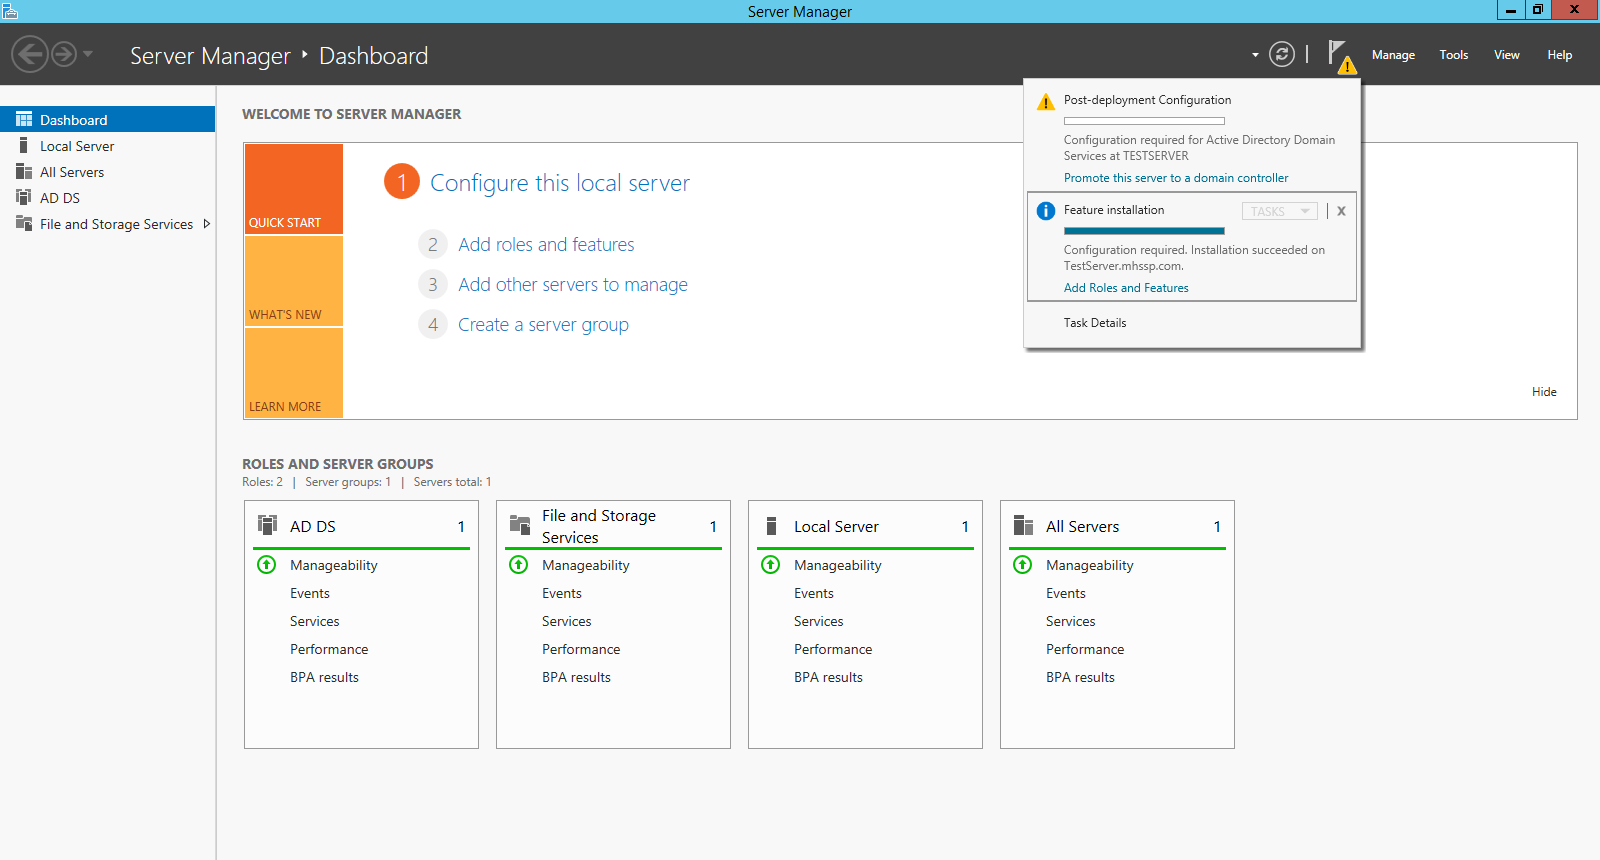 Server Manager
Server Manager ‣ Dashboard
Manage
Tools
View
Help
Dashboard
Local Server
All Servers
AD DS
File and Storage Services
WELCOME TO SERVER MANAGER
QUICK START
WHAT'S NEW
LEARN MORE
1 Configure this local server
2 Add roles and features
3 Add other servers to manage
4 Create a server group
Hide
Post-deployment Configuration
Configuration required for Active Directory Domain
Services at TESTSERVER
Promote this server to a domain controller
Feature installation
TASKS
X
Configuration required. Installation succeeded on
TestServer.mhssp.com.
Add Roles and Features
Task Details
ROLES AND SERVER GROUPS
Roles: 2 | Server groups: 1 | Servers total: 1
AD DS 1
Manageability
Events
Services
Performance
BPA results
File and Storage
Services
1
Manageability
Events
Services
Performance
BPA results
Local Server 1
Manageability
Events
Services
Performance
BPA results
All Servers 1
Manageability
Events
Services
Performance
BPA results